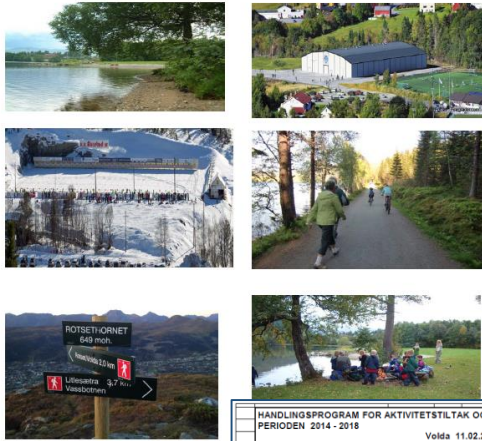 ROTSETHORNET
649 moh.
2,0 km
Litlesætra 3,7 km
Vassbotnen
HANDLINGSPROGRAM FOR AKTIVITETSTILTAK OG
PERIODEN 2014 - 2018
Volda 11.02.